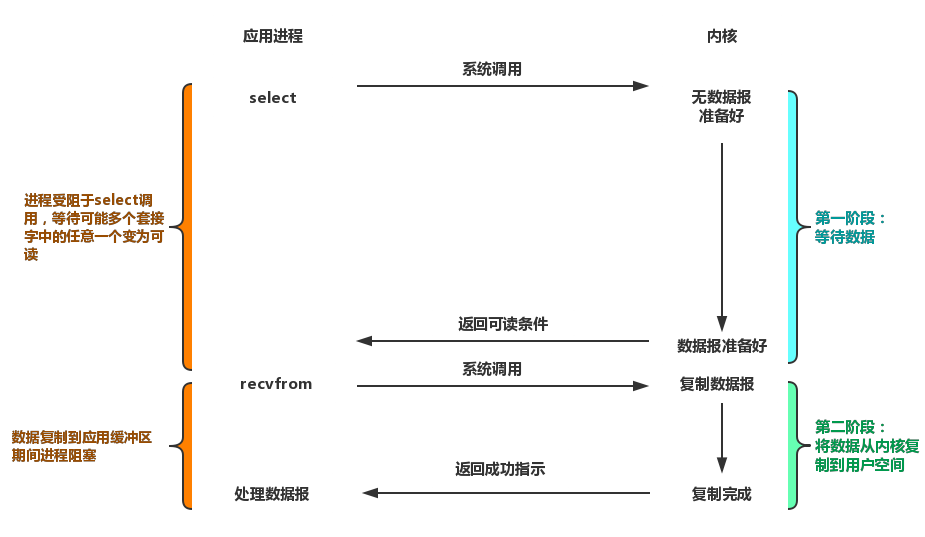 应用进程
内核
系统调用
select
无数据报
准备好
进程受阻于select调
用，等待可能多个套接
字中的任意一个变为可
读
第一阶段：
等待数据
返回可读条件
数据报准备好
系统调用
recvfrom
复制数据报
数据复制到应用缓冲区
期间进程阻塞
第二阶段：
将数据从内核复
制到用户空间
返回成功指示
处理数据报
复制完成